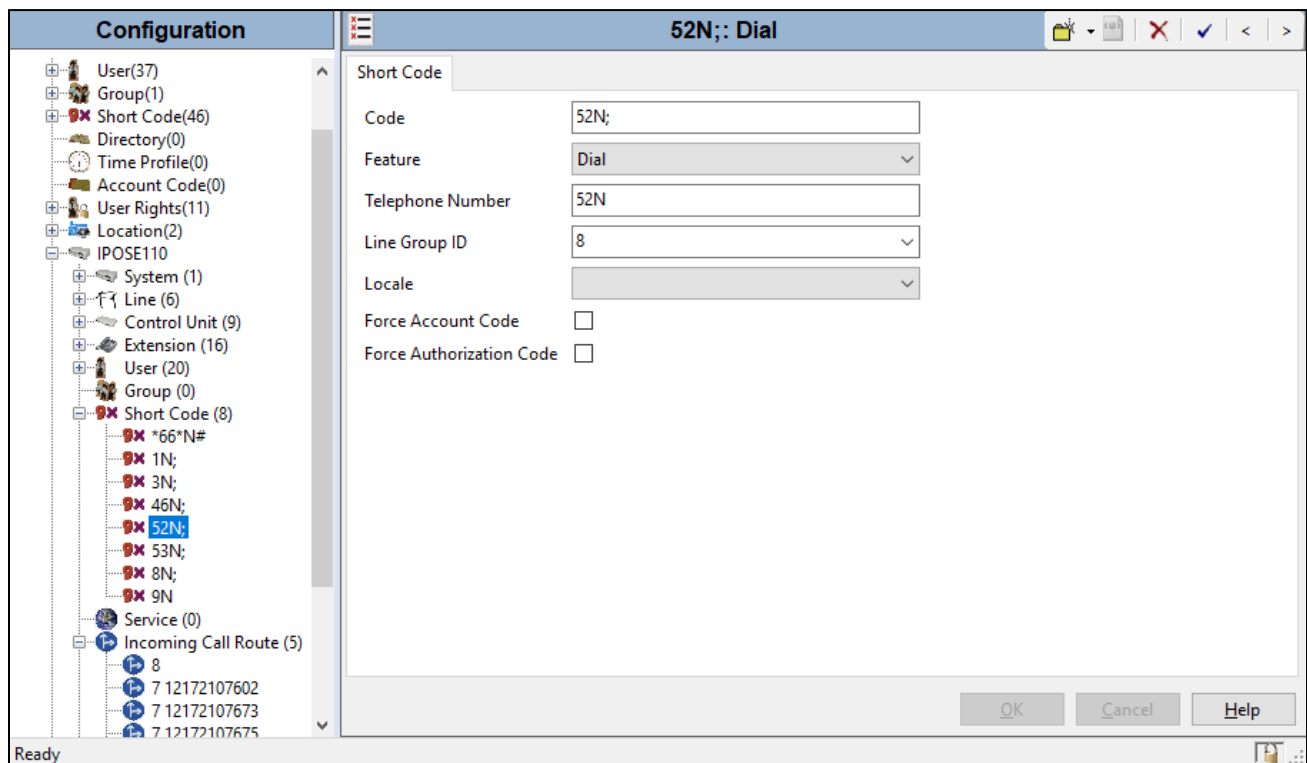 Configuration
52N;: Dial
User(37)
Group(1)
Short Code(46)
Directory(0)
Time Profile(0)
Account Code(0)
User Rights(11)
Location(2)
IPOSE110
System (1)
Line (6)
Control Unit (9)
Extension (16)
User (20)
Group (0)
Short Code (8)
*66*N#
1N;
3N;
46N;
52N;
53N;
8N;
9N
Service (0)
Incoming Call Route (5)
8
7 12172107602
7 12172107673
7 12172107675
Short Code
Code 52N;
Feature Dial
Telephone Number 52N
Line Group ID 8
Locale
Force Account Code
Force Authorization Code
OK Cancel Help
Ready